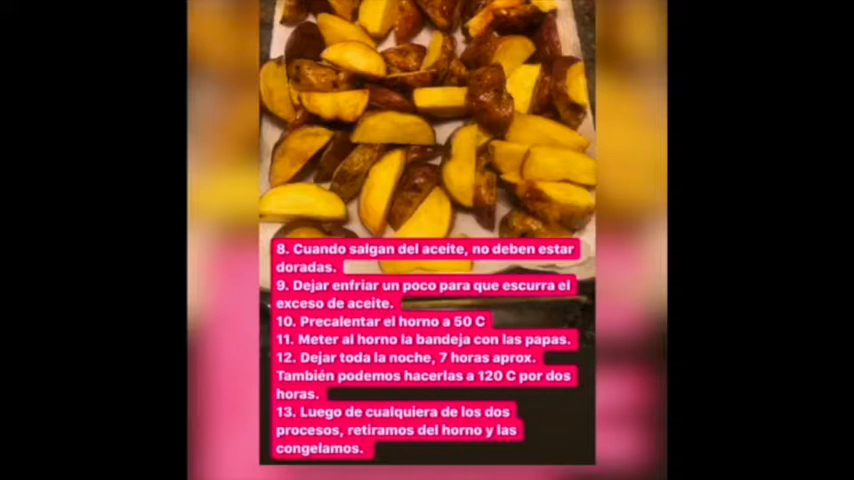 8. Cuando salgan del aceite, no deben estar
doradas.
9. Dejar enfriar un poco para que escurra el
exceso de aceite.
10. Precalentar el horno a 50 C
11. Meter al horno la bandeja con las papas.
12. Dejar toda la noche, 7 horas aprox.
También podemos hacerlas a 120 C por dos
horas.
13. Luego de cualquiera de los dos
procesos, retiramos del horno y las
congelamos.